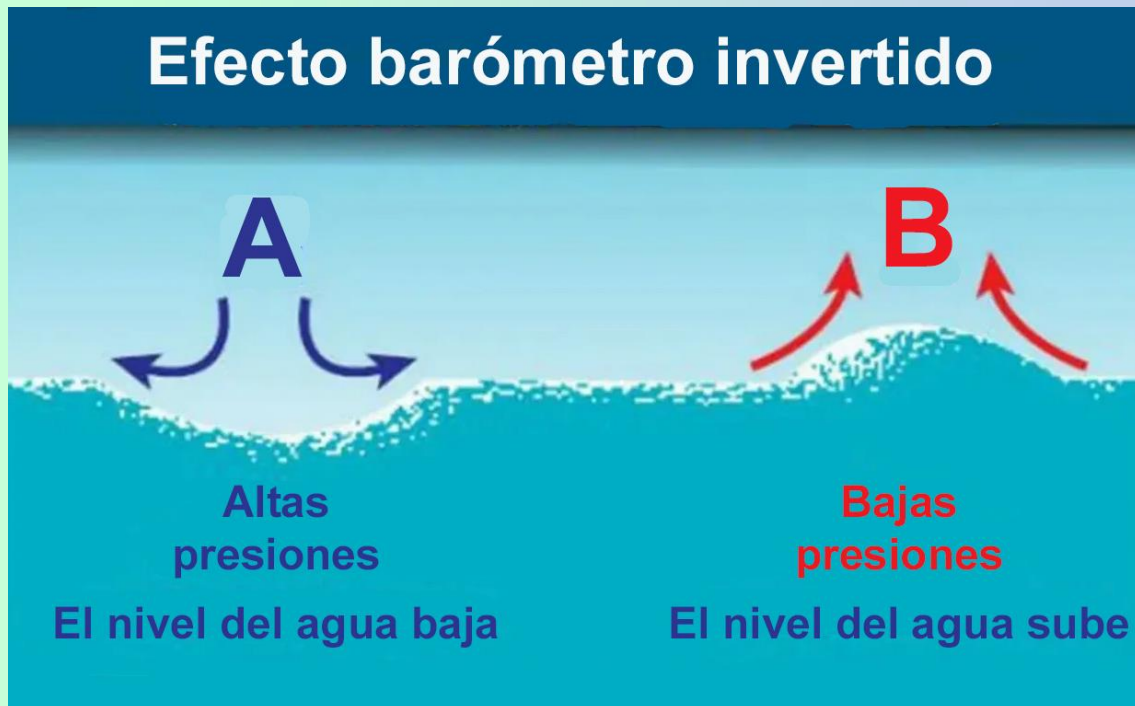 Efecto barómetro invertido
A
B
Altas
presiones
El nivel del agua baja
Bajas
presiones
El nivel del agua sube